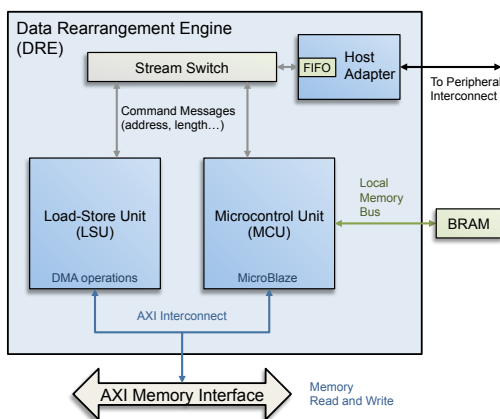 Data Rearrangement Engine
(DRE)
Stream Switch
FIFO
Host
Adapter
To Peripheral
Interconnect
Command Messages
(address, length…)
Load-Store Unit
(LSU)
DMA operations
Microcontrol Unit
(MCU)
MicroBlaze
Local
Memory
Bus
BRAM
AXI Interconnect
AXI Memory Interface
Memory
Read and Write